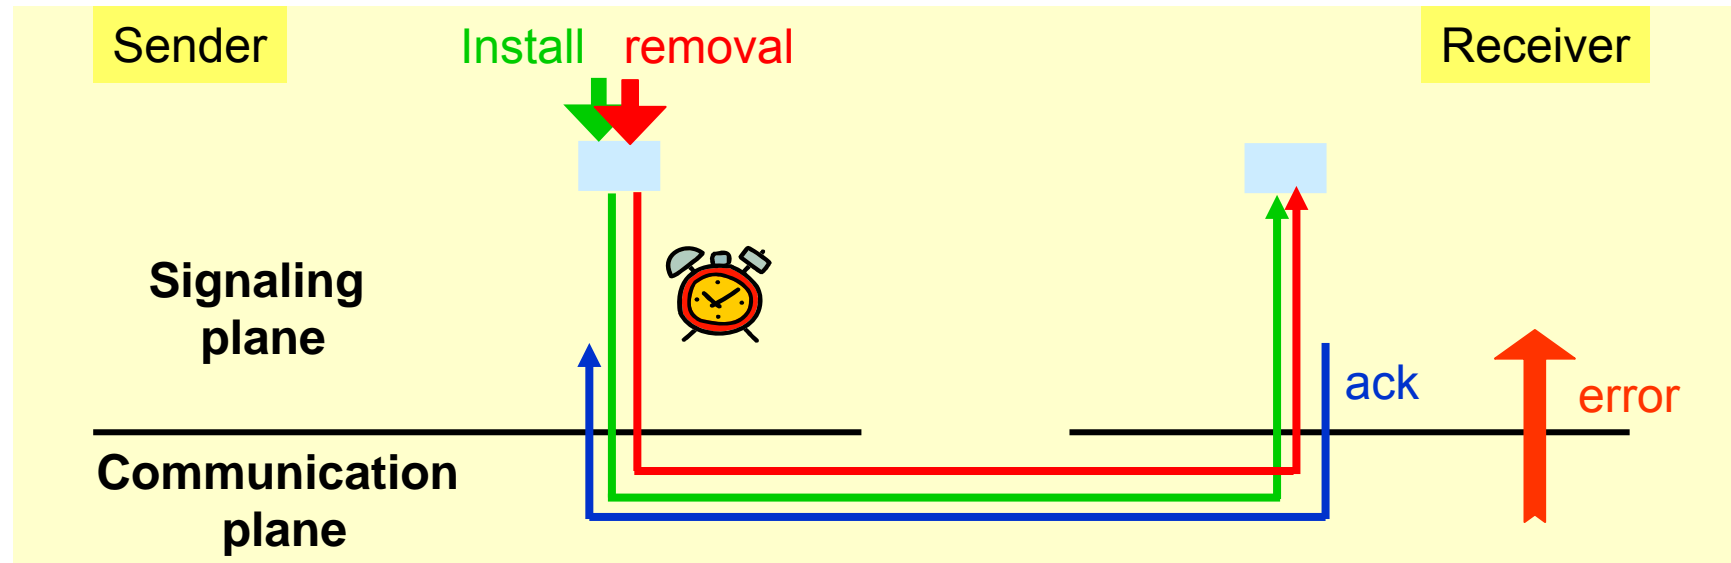 Sender
Install removal
Receiver
Signaling
plane
ack
error
Communication
plane